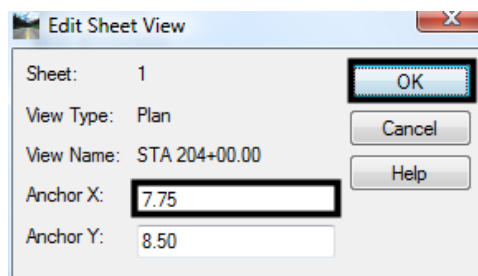 Edit Sheet View
X
Sheet: 1
OK
View Type: Plan
Cancel
View Name: STA 204+00.00
Help
Anchor X: 7.75
Anchor Y: 8.50